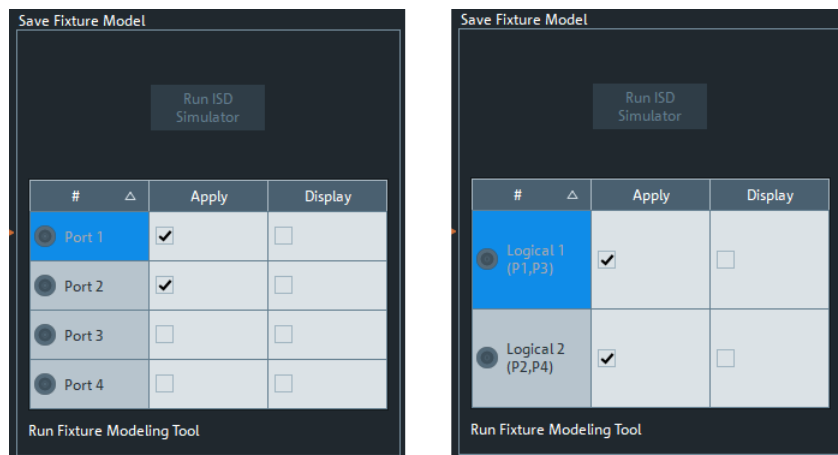 Save Fixture Model
Run ISD
Simulator
# Apply Display
Port 1
Port 2
Port 3
Port 4
Run Fixture Modeling Tool
Save Fixture Model
Run ISD
Simulator
# Apply Display
Logical 1
(P1,P3)
Logical 2
(P2,P4)
Run Fixture Modeling Tool